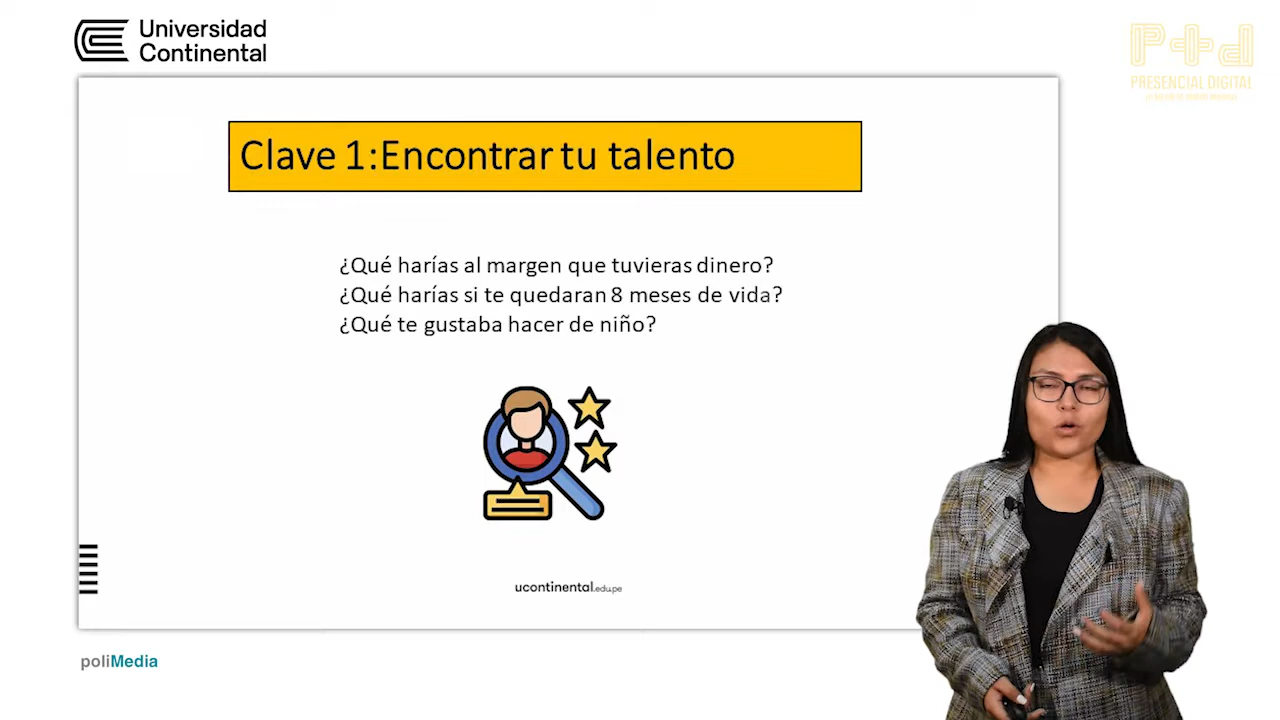 Universidad
Continental
P+d
PRESENCIAL DIGITAL
Clave 1:Encontrar tu talento
¿Qué harías al margen que tuvieras dinero?
¿Qué harías si te quedaran 8 meses de vida?
¿Qué te gustaba hacer de niño?
ucontinental.edu.pe
poliMedia